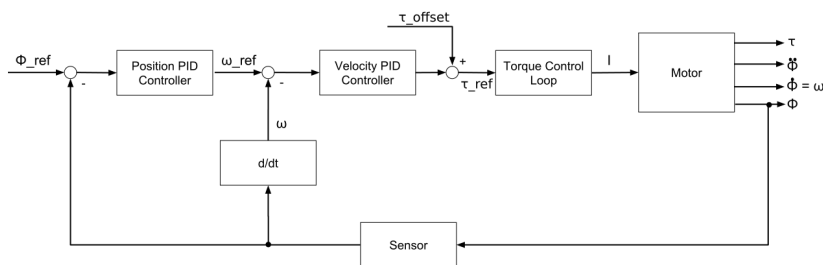 τ_offset
Φ_ref
-
Position PID
Controller
ω_ref
-
Velocity PID
Controller
+
τ_ref
Torque Control
Loop
I
Motor
τ
Φ̈
Φ̇ = ω
Φ
ω
d/dt
Sensor